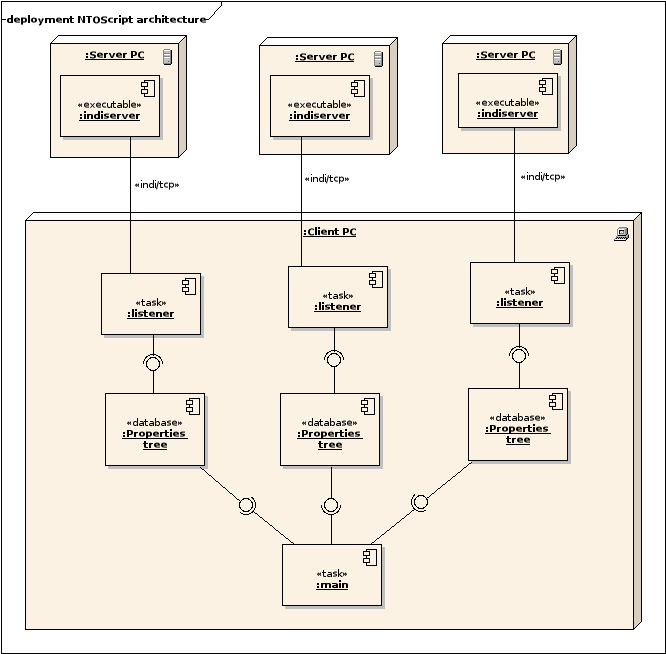 deployment NTOScript architecture
:Server PC
:Server PC
:Server PC
«executable»
:indiserver
«executable»
:indiserver
«executable»
:indiserver
«indi/tcp»
«indi/tcp»
«indi/tcp»
:Client PC
«task»
:listener
«task»
:listener
«task»
:listener
«database»
:Properties
tree
«database»
:Properties
tree
«database»
:Properties
tree
«task»
:main